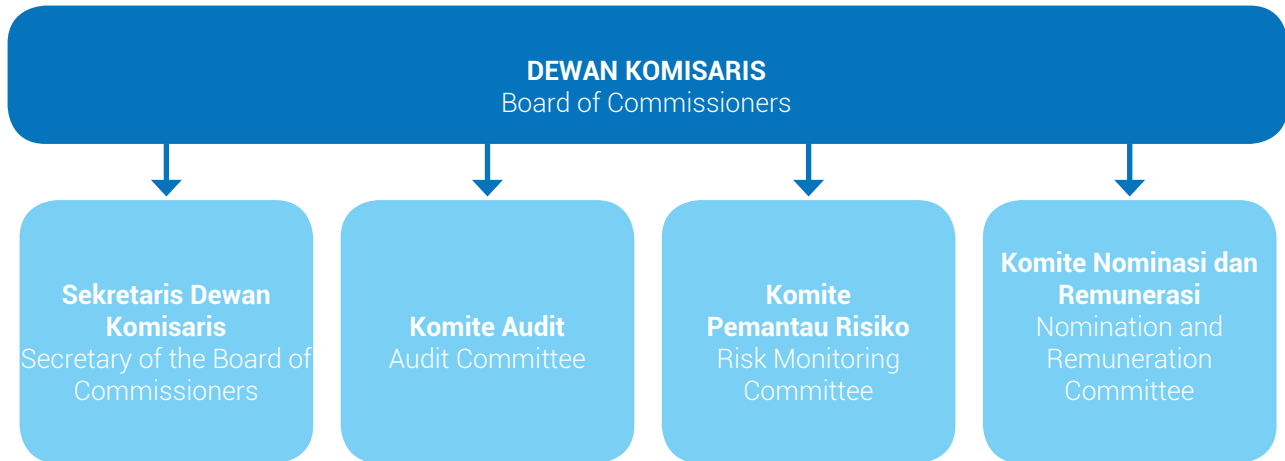 DEWAN KOMISARIS
Board of Commissioners
Sekretaris Dewan
Komisaris
Secretary of the Board of
Commissioners
Komite Audit
Audit Committee
Komite
Pemantau Risiko
Risk Monitoring
Committee
Komite Nominasi dan
Remunerasi
Nomination and
Remuneration
Committee